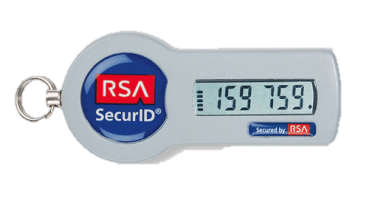 RSA
SecurID®
159 759.
Secured by RSA